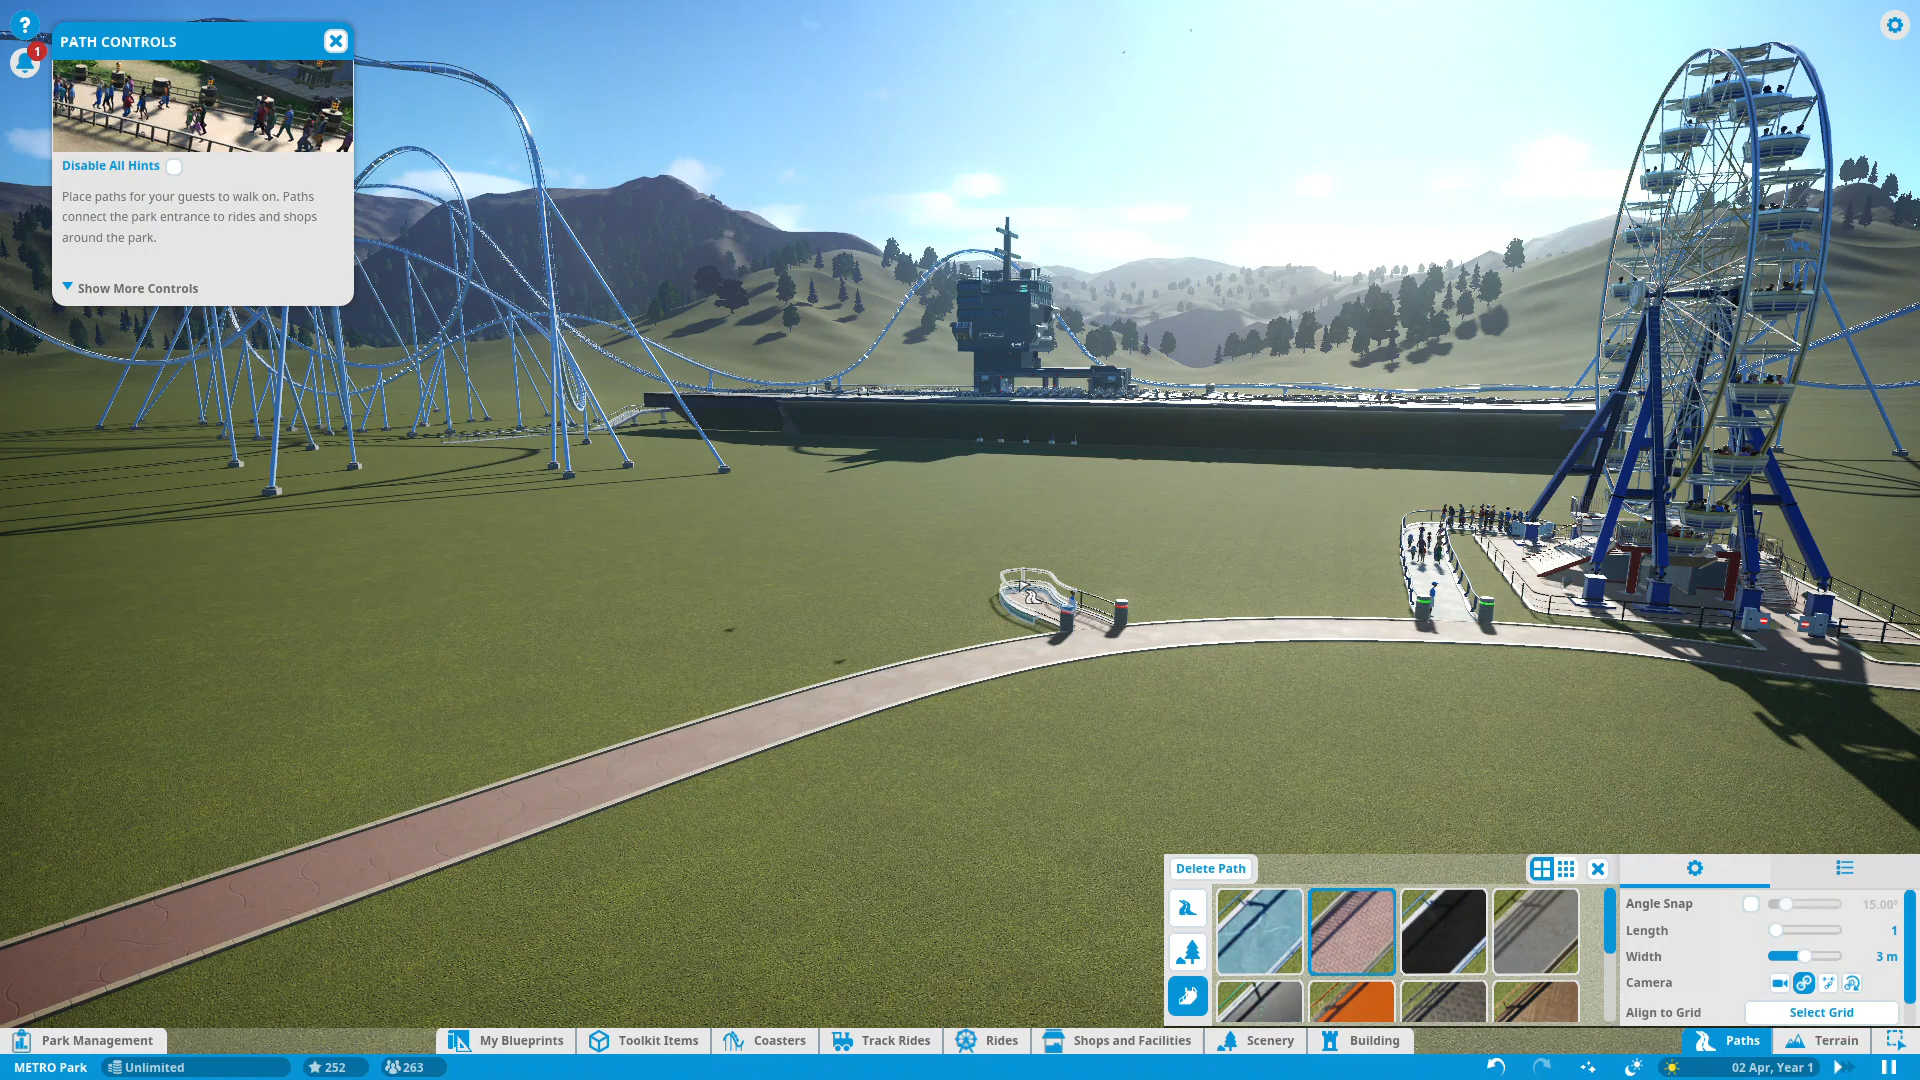 ?
1
PATH CONTROLS
Disable All Hints
Place paths for your guests to walk on. Paths
connect the park entrance to rides and shops
around the park.
Show More Controls
Delete Path
Angle Snap
15.00°
Length
1
Width
3 m
Camera
Align to Grid
Select Grid
Park Management
My Blueprints
Toolkit Items
Coasters
Track Rides
Rides
Shops and Facilities
Scenery
Building
Paths
Terrain
METRO Park
Unlimited
252
263
02 Apr, Year 1